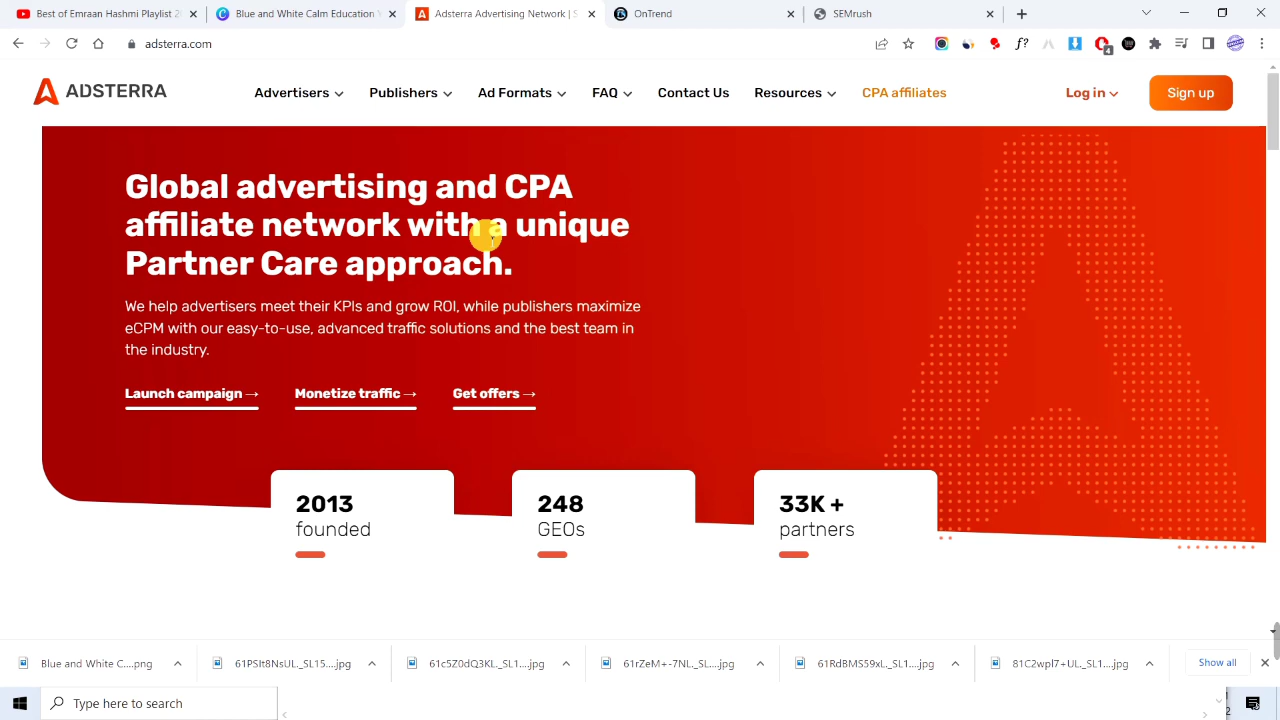 Best of Emran Hashmi Playlist 20
Blue and White Calm Education Y
Adsterra Advertising Network | S
OnTrend
SEMrush
adsterra.com
4
ADSTERRA
Advertisers
Publishers
Ad Formats
FAQ
Contact Us
Resources
CPA affiliates
Log in
Sign up
Global advertising and CPA
affiliate network with a unique
Partner Care approach.
We help advertisers meet their KPIs and grow ROI, while publishers maximize
eCPM with our easy-to-use, advanced traffic solutions and the best team in
the industry.
Launch campaign →
Monetize traffic →
Get offers →
2013
founded
248
GEOs
33K +
partners
Blue and White C....png
61PSIt8NsUL._SL15....jpg
61c5Z0dQ3KL._SL1....jpg
61rZeM+-7NL._SL....jpg
61RdBMS59xL._SL1....jpg
81C2wpl7+UL._SL1....jpg
Show all
Type here to search